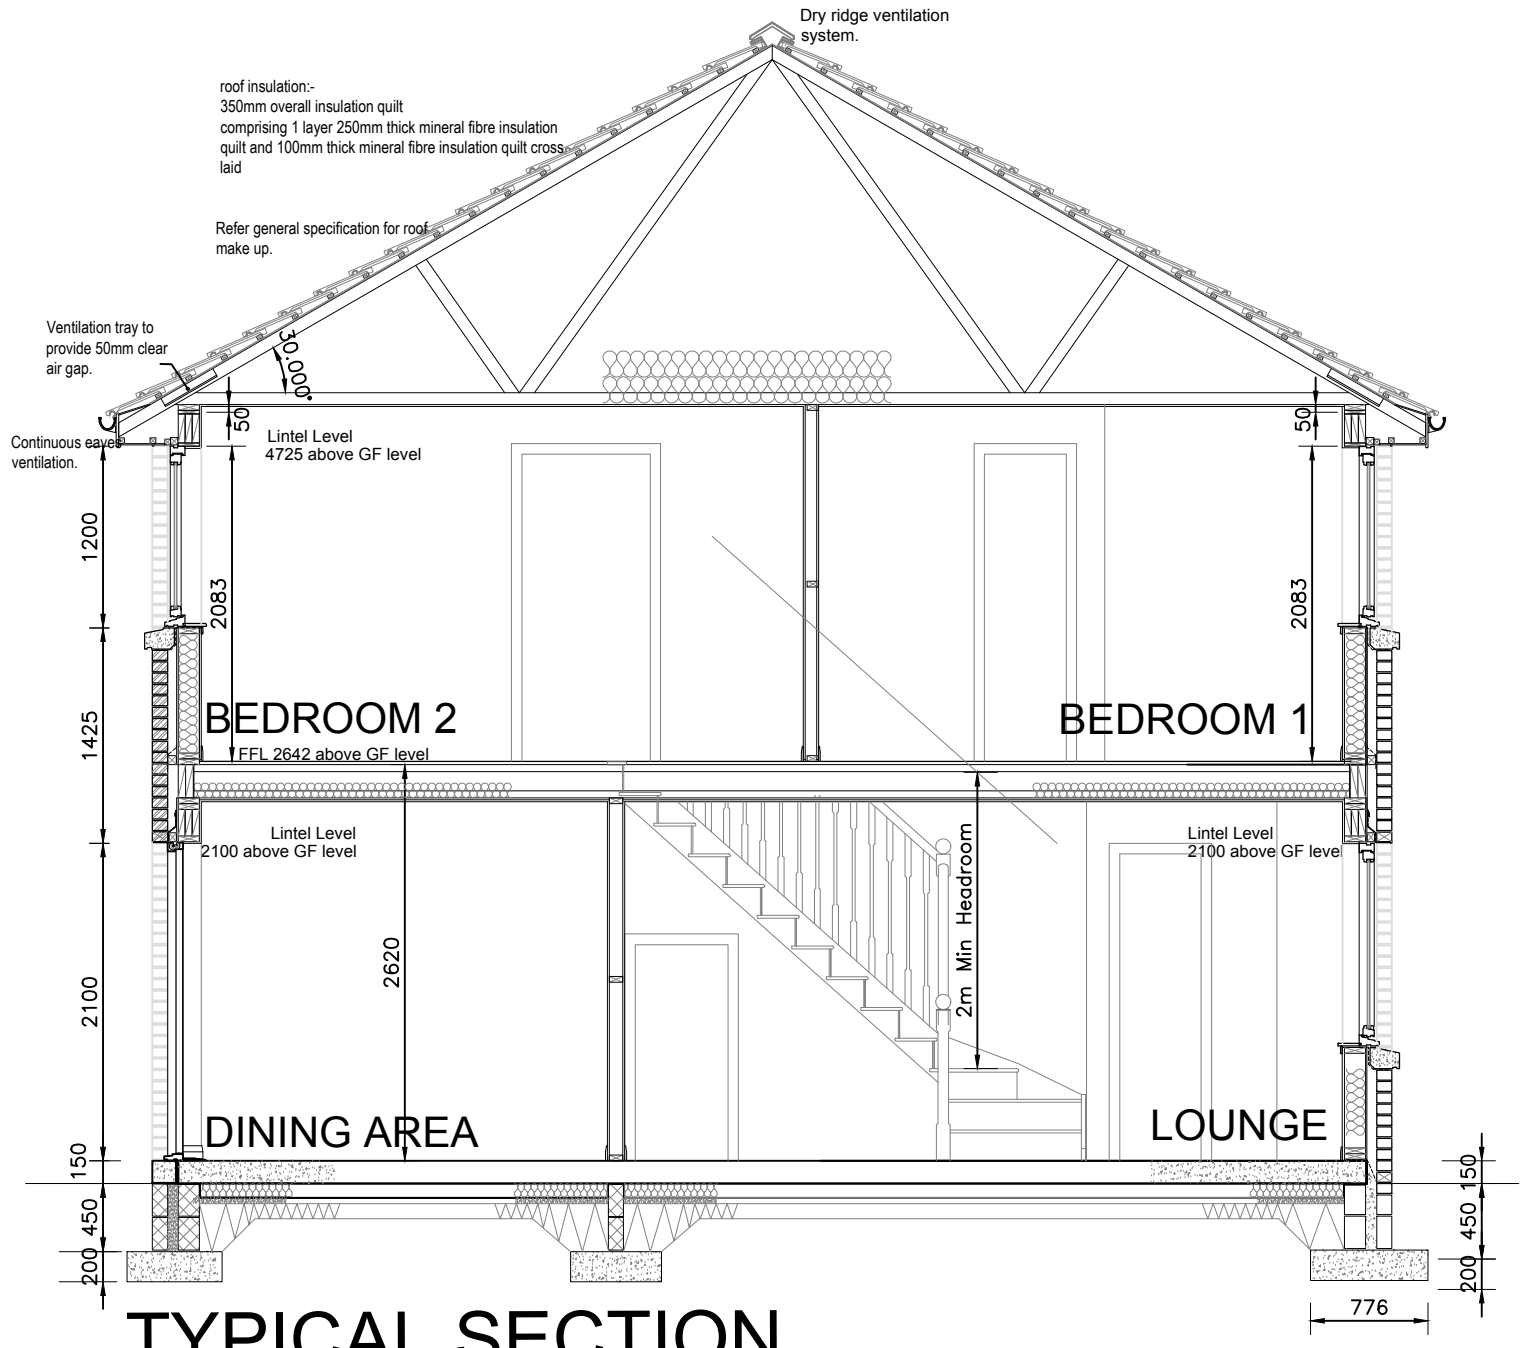 Dry ridge ventilation
system.
roof insulation:-
350mm overall insulation quilt
comprising 1 layer 250mm thick mineral fibre insulation
quilt and 100mm thick mineral fibre insulation quilt cross
laid
Refer general specification for roof
make up.
Ventilation tray to
provide 50mm clear
air gap.
30.000°
50
50
Continuous eaves
ventilation.
Lintel Level
4725 above GF level
1200
2083
2083
1425
BEDROOM 2
BEDROOM 1
FFL 2642 above GF level
Lintel Level
2100 above GF level
Lintel Level
2100 above GF level
2m Min Headroom
2620
2100
DINING AREA
LOUNGE
150
150
450
450
200
200
776
TYPICAL SECTION